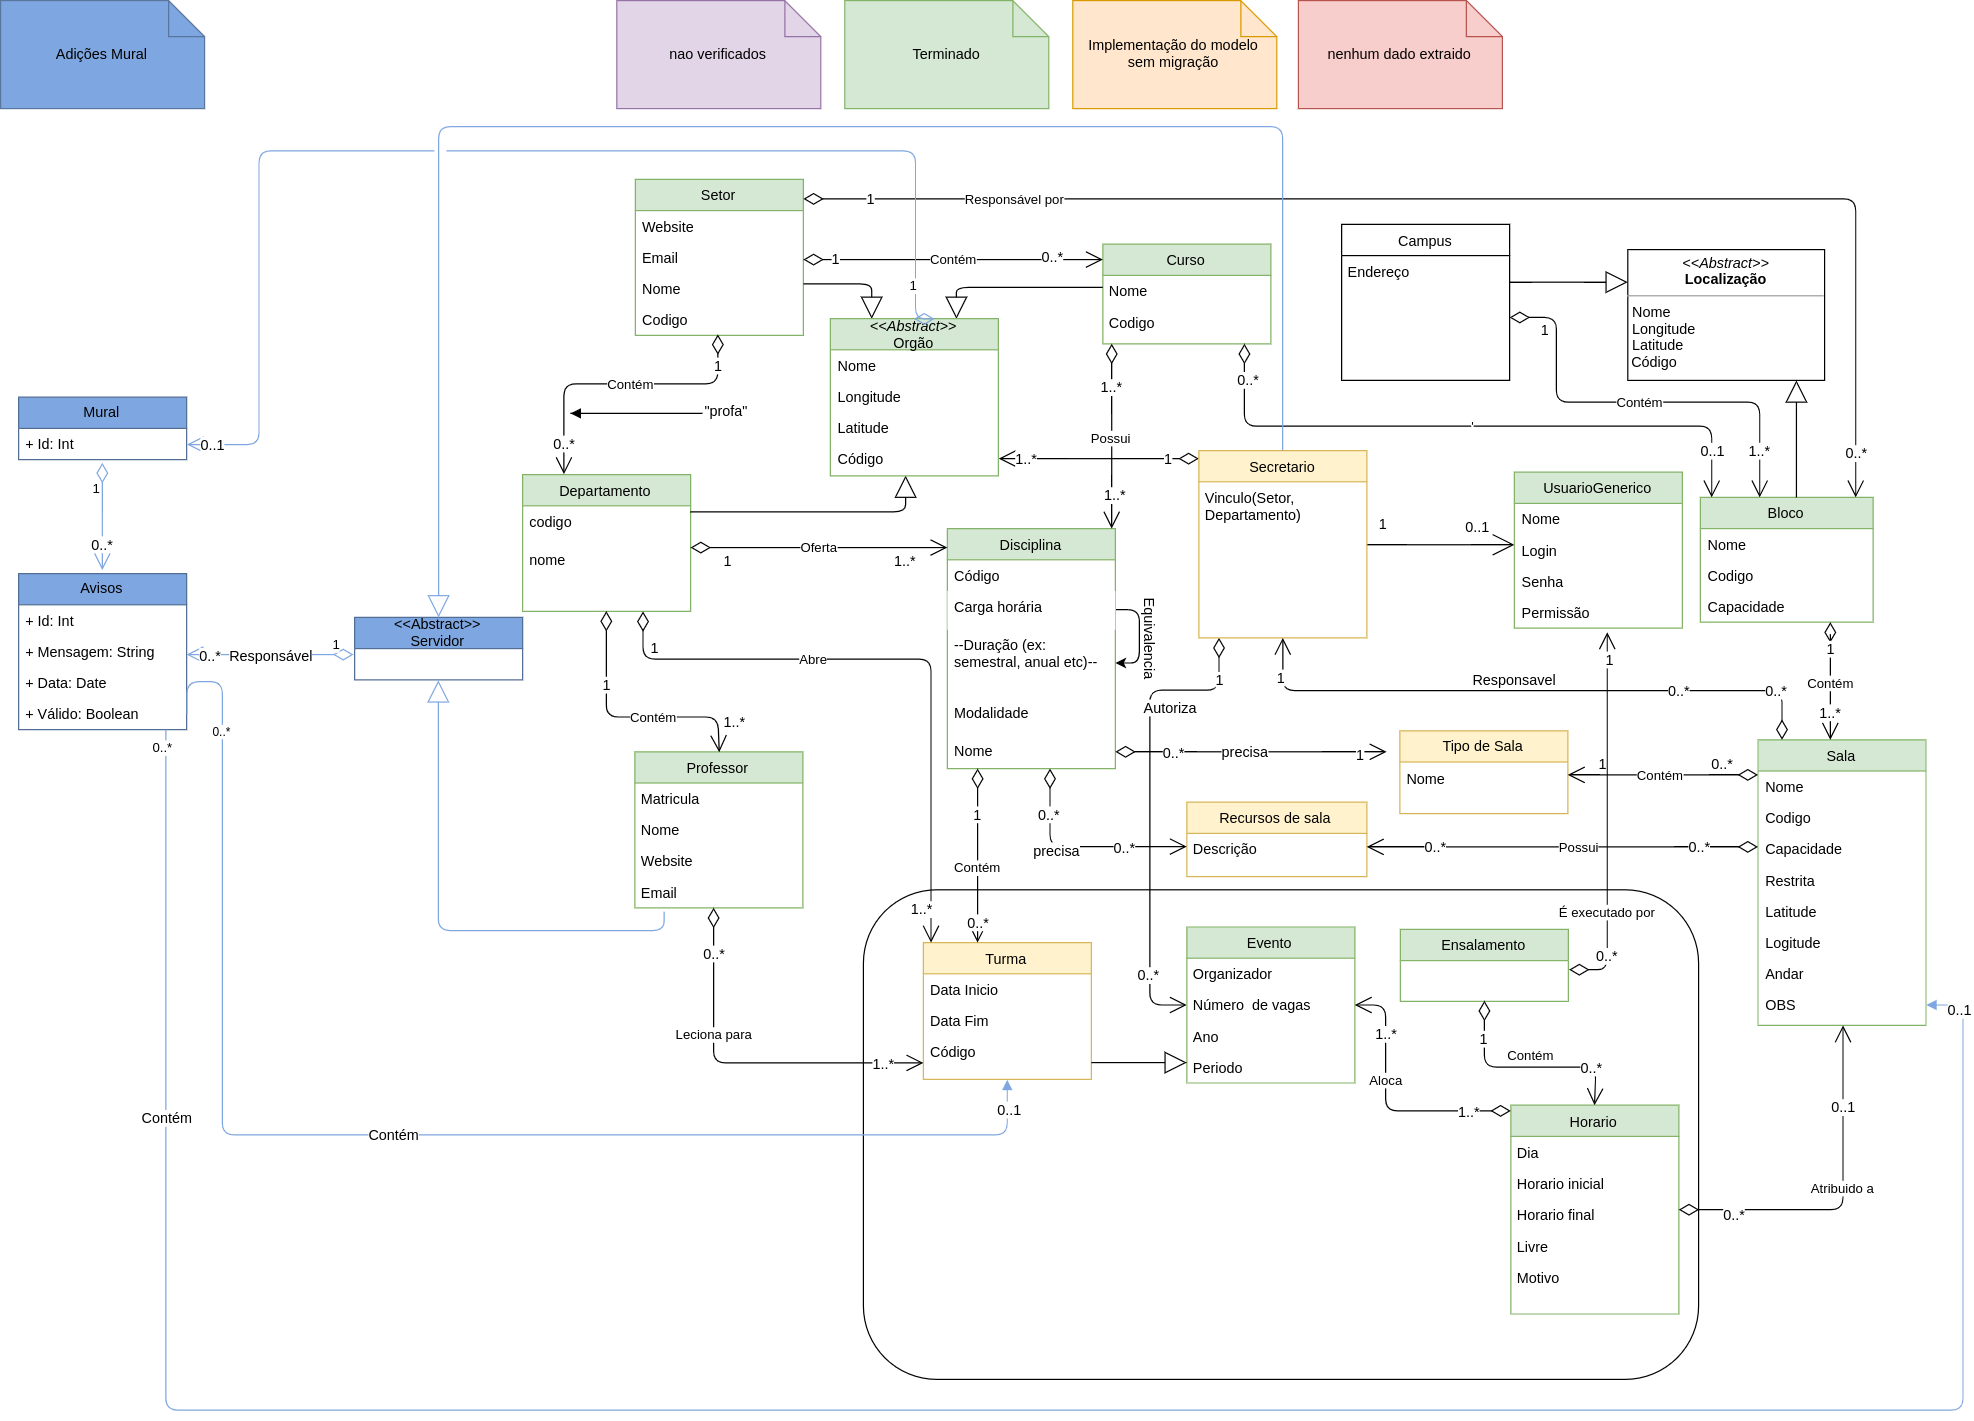 Adições Mural
nao verificados
Terminado
Implementação do modelo
sem migração
nenhum dado extraido
Setor
Website
Email
Nome
Codigo
1
Responsável por
0..*
1
Contém
0..*
1
Curso
Nome
Codigo
Campus
Endereço
<<Abstract>>
Localização
Nome
Longitude
Latitude
Código
1
Contém
1..*
<<Abstract>>
Orgão
Nome
Longitude
Latitude
Código
1
Contém
0..*
"profa"
1..*
Possui
1..*
0..*
'
0..1
Mural
+ Id: Int
0..1
1
0..*
Avisos
+ Id: Int
+ Mensagem: String
+ Data: Date
+ Válido: Boolean
0..*
Responsável
1
<<Abstract>>
Servidor
Departamento
codigo
nome
1
Oferta
1..*
1..*
1
Secretario
Vinculo(Setor,
Departamento)
1
0..1
UsuarioGenerico
Nome
Login
Senha
Permissão
Bloco
Nome
Codigo
Capacidade
Disciplina
Código
Carga horária
--Duração (ex:
semestral, anual etc)--
Modalidade
Nome
Equivalencia
1
Abre
1..*
1
Contém
1..*
Professor
Matricula
Nome
Website
Email
0..*
Leciona para
1..*
1
Autoriza
0..*
1
Responsavel
0..*
0..*
1
Contém
1..*
0..*
precisa
1
0..*
precisa
0..*
1
Contém
0..*
Tipo de Sala
Nome
1
Contém
0..*
Recursos de sala
Descrição
0..*
Possui
0..*
Sala
Nome
Codigo
Capacidade
Restrita
Latitude
Logitude
Andar
OBS
0..1
1
É executado por
0..*
Turma
Data Inicio
Data Fim
Código
0..1
Evento
Organizador
Número  de vagas
Ano
Periodo
Ensalamento
1
Contém
0..*
1..*
Aloca
1..*
Horario
Dia
Horario inicial
Horario final
Livre
Motivo
0..*
Atribuido a
0..1
0..*
Contém
0..*
Contém